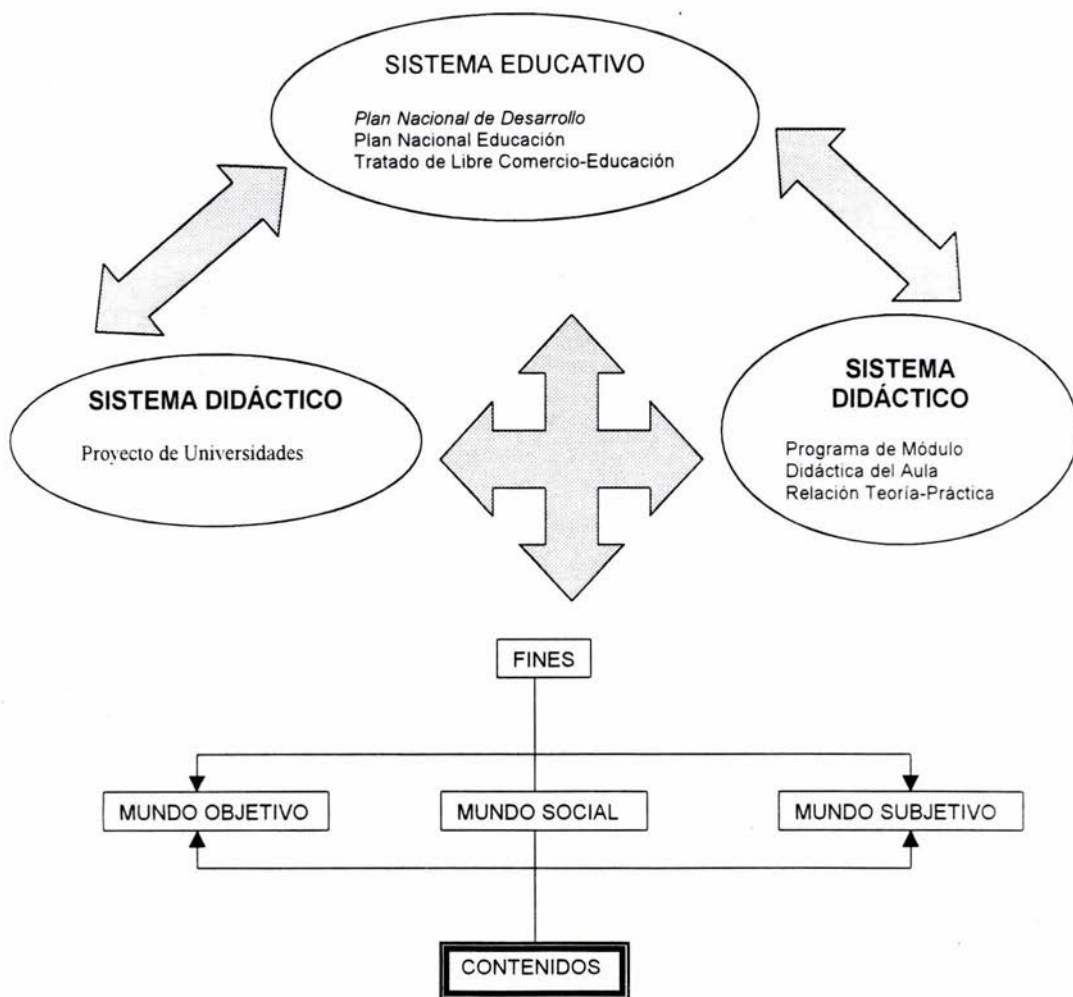 SISTEMA EDUCATIVO
Plan Nacional de Desarrollo
Plan Nacional Educación
Tratado de Libre Comercio-Educación
SISTEMA DIDÁCTICO
Proyecto de Universidades
SISTEMA
DIDÁCTICO
Programa de Módulo
Didáctica del Aula
Relación Teoría-Práctica
FINES
MUNDO OBJETIVO
MUNDO SOCIAL
MUNDO SUBJETIVO
CONTENIDOS